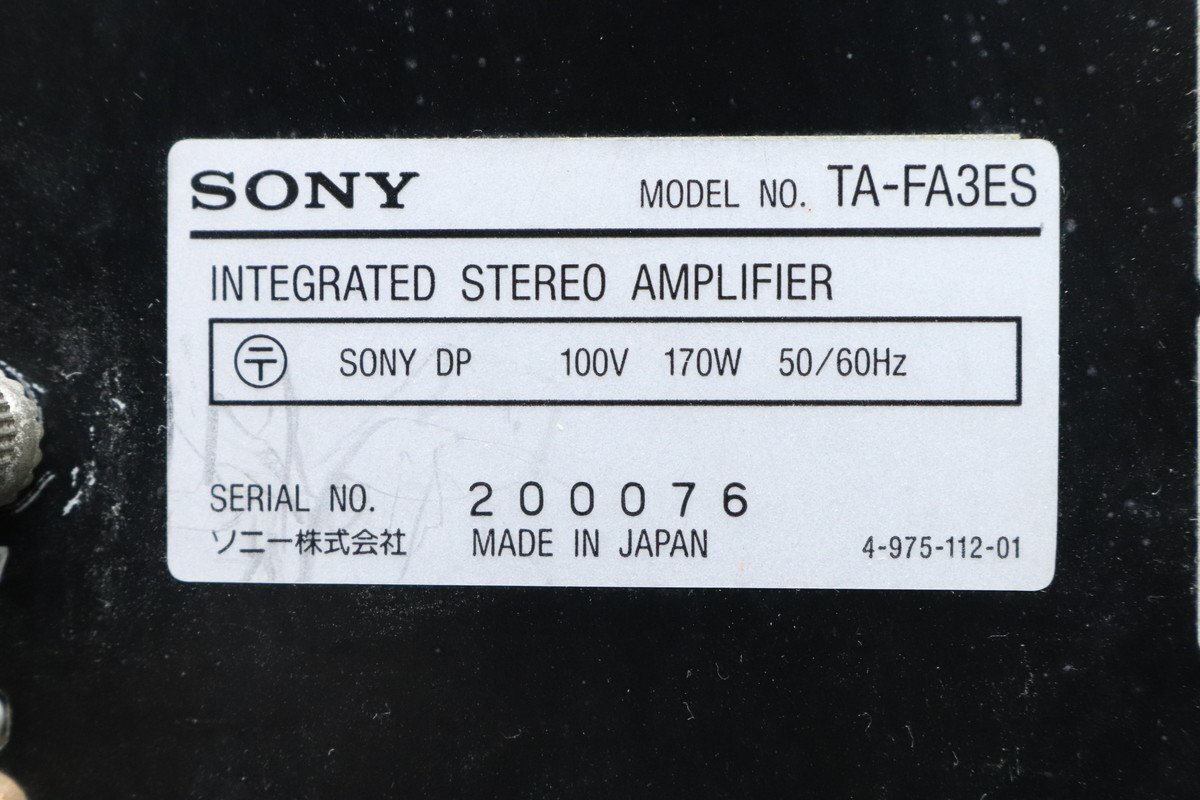 SONY MODEL NO. TA-FA3ES
INTEGRATED STEREO AMPLIFIER
〒 SONY DP 100V 170W 50/60Hz
SERIAL NO. 200076
ソニー株式会社 MADE IN JAPAN 4-975-112-01